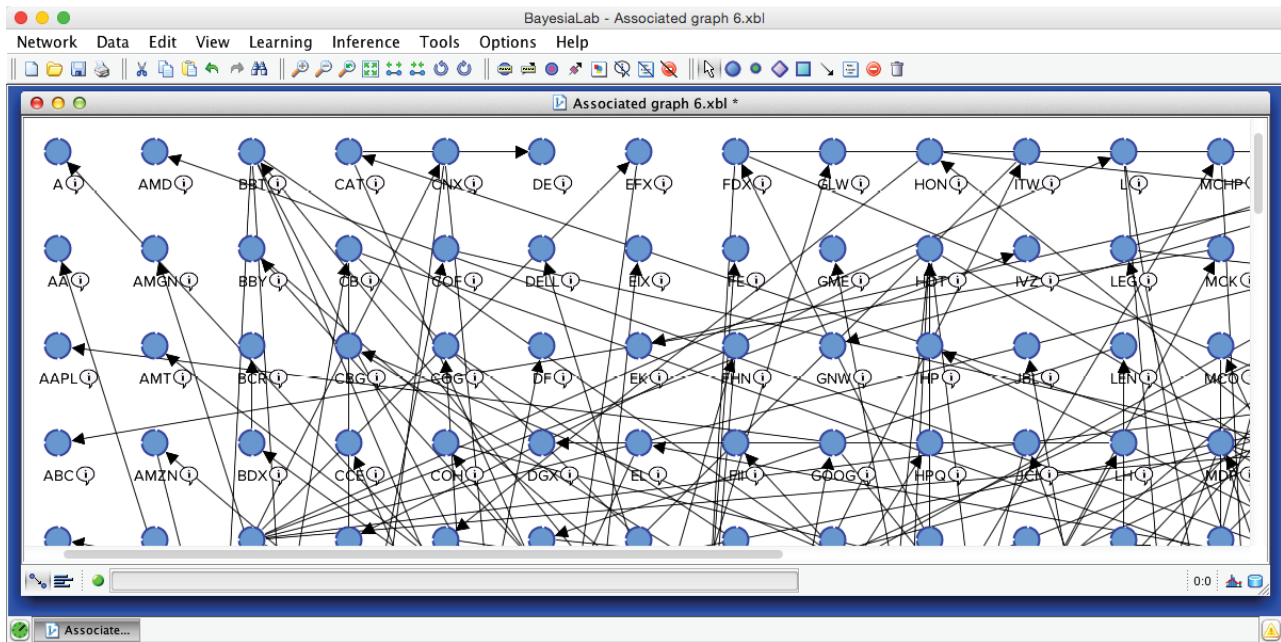 BayesiaLab - Associated graph 6.xbl
Network Data Edit View Learning Inference Tools Options Help
Associated graph 6.xbl *
A AMD BBT CAT CNX DE EFX FDX GLW HON ITW L MCHP
AA AMGN BBY CB COF DELL EIX FE GME HOT IVZ LEG MCK
AAPL AMT BCR CBG COG DF EK FHN GNW HP JBL LEN MCO
ABC AMZN BDX CCE COH DGX EL FII GOOG HPQ JCI LH MDP
0:0
Associate...